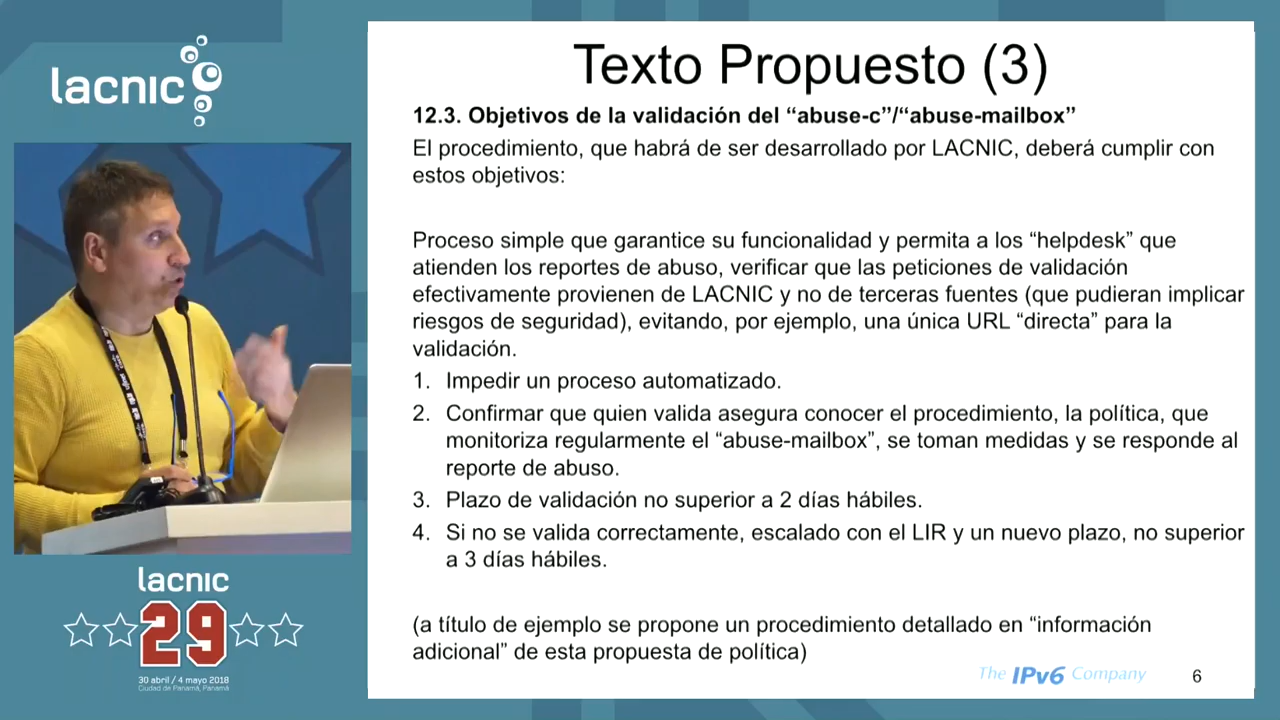 lacnic
Texto Propuesto (3)
12.3. Objetivos de la validación del “abuse-c”/“abuse-mailbox”
El procedimiento, que habrá de ser desarrollado por LACNIC, deberá cumplir con
estos objetivos:
Proceso simple que garantice su funcionalidad y permita a los “helpdesk” que
atienden los reportes de abuso, verificar que las peticiones de validación
efectivamente provienen de LACNIC y no de terceras fuentes (que pudieran implicar
riesgos de seguridad), evitando, por ejemplo, una única URL “directa” para la
validación.
1. Impedir un proceso automatizado.
2. Confirmar que quien valida asegura conocer el procedimiento, la política, que
monitoriza regularmente el “abuse-mailbox”, se toman medidas y se responde al
reporte de abuso.
3. Plazo de validación no superior a 2 días hábiles.
4. Si no se valida correctamente, escalado con el LIR y un nuevo plazo, no superior
a 3 días hábiles.
(a título de ejemplo se propone un procedimiento detallado en “información
adicional” de esta propuesta de política)
The IPv6 Company
6
lacnic
29
30 abril / 4 mayo 2018
Ciudad de Panamá, Panamá